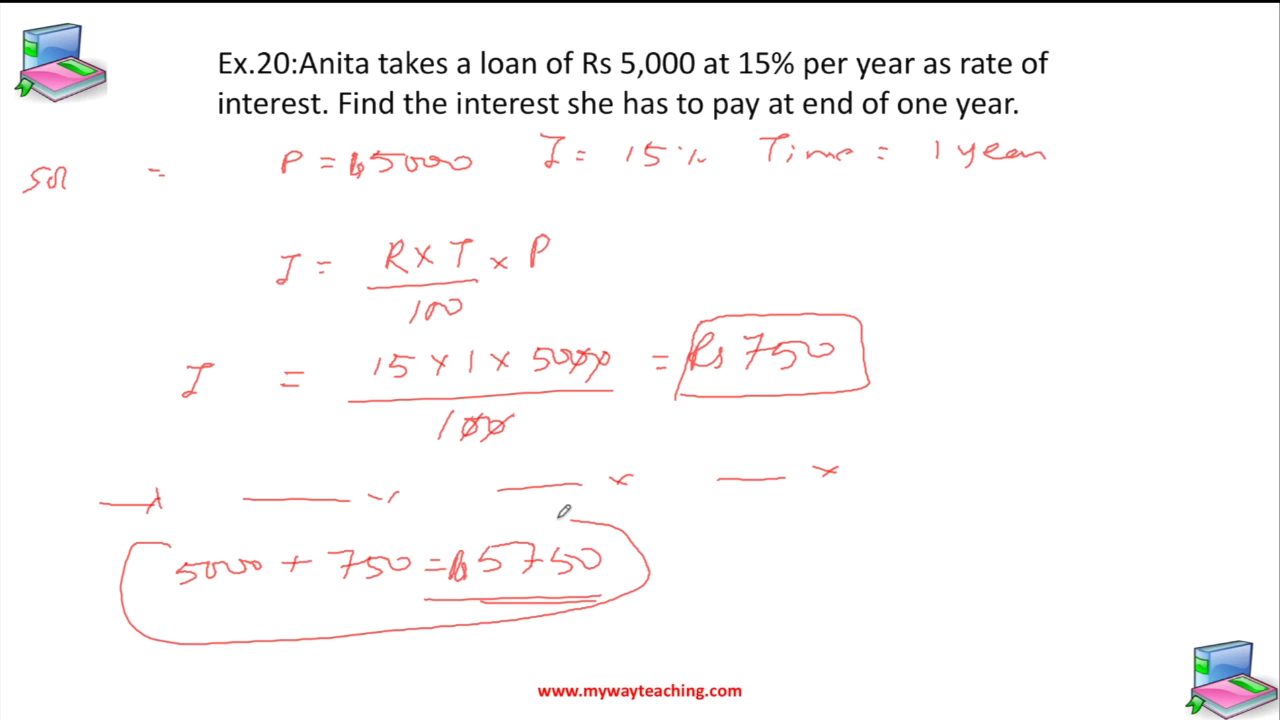 Ex.20:Anita takes a loan of Rs 5,000 at 15% per year as rate of
interest. Find the interest she has to pay at end of one year.
Sol = P = Rs 5000 I = 15% Time = 1 year
I = R × T / 100 × P
I = 15 × 1 × 5000 / 100 = Rs 750
5000 + 750 = Rs 5750
www.mywayteaching.com